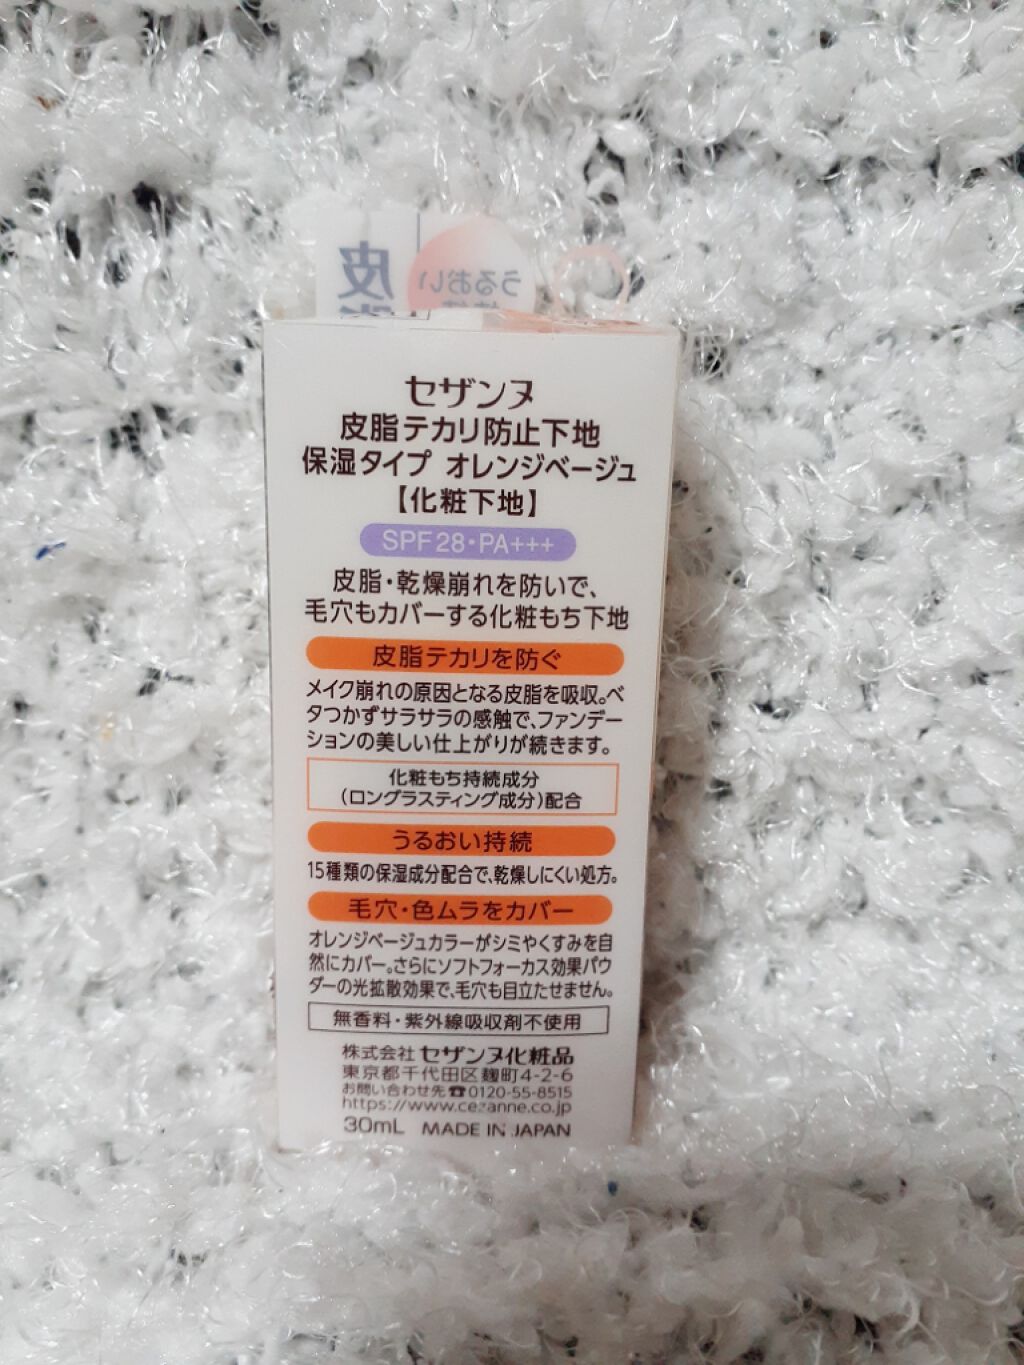 皮
うるおい
セザンヌ
皮脂テカリ防止下地
保湿タイプ オレンジベージュ
【化粧下地】
SPF28・PA+++
皮脂・乾燥崩れを防いで、
毛穴もカバーする化粧もち下地
皮脂テカリを防ぐ
メイク崩れの原因となる皮脂を吸収。ベ
タつかずサラサラの感触で、ファンデー
ションの美しい仕上がりが続きます。
化粧もち持続成分
（ロングラスティング成分）配合
うるおい持続
15種類の保湿成分配合で、乾燥しにくい処方。
毛穴・色ムラをカバー
オレンジベージュカラーがシミやくすみを自
然にカバー。さらにソフトフォーカス効果パウ
ダーの光拡散効果で、毛穴も目立たせません。
無香料・紫外線吸収剤不使用
株式会社 セザンヌ化粧品
東京都千代田区麹町4-2-6
お問い合わせ先☎0120-55-8515
https://www.cezanne.co.jp
30mL MADE IN JAPAN